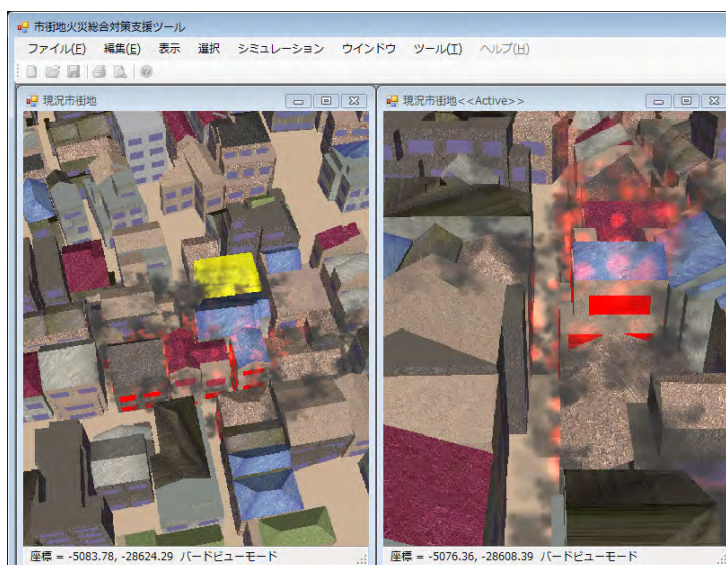 市街地火災総合対策支援ツール
ファイル(F) 編集(E) 表示 選択 シミュレーション ウインドウ ツール(T) ヘルプ(H)
現況市街地
現況市街地<<Active>>
座標 = -5083.78, -28624.29 バードビューモード
座標 = -5076.36, -28608.39 バードビューモード